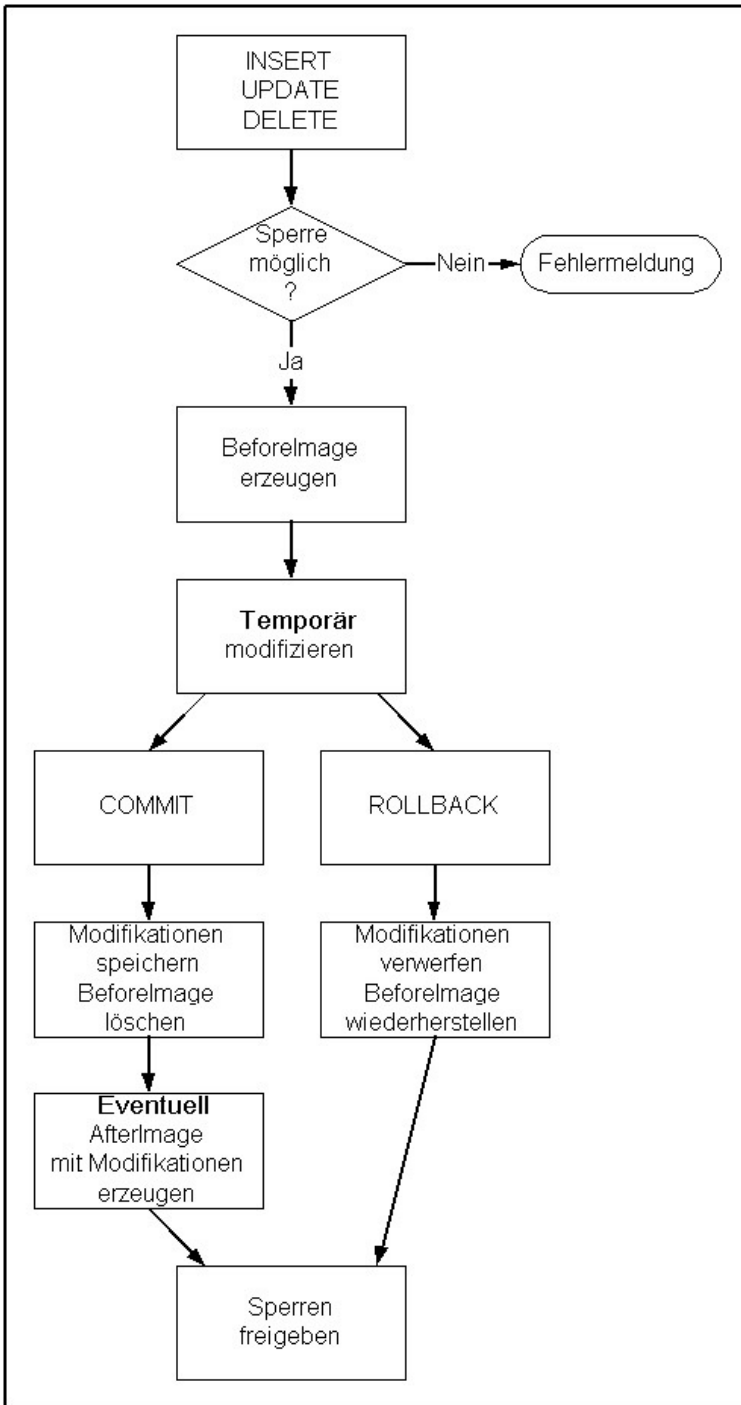 INSERT
UPDATE
DELETE
Sperre
möglich
?
Nein
Fehlermeldung
Ja
BeforeImage
erzeugen
Temporär
modifizieren
COMMIT
ROLLBACK
Modifikationen
speichern
BeforeImage
löschen
Modifikationen
verwerfen
BeforeImage
wiederherstellen
Eventuell
AfterImage
mit Modifikationen
erzeugen
Sperren
freigeben